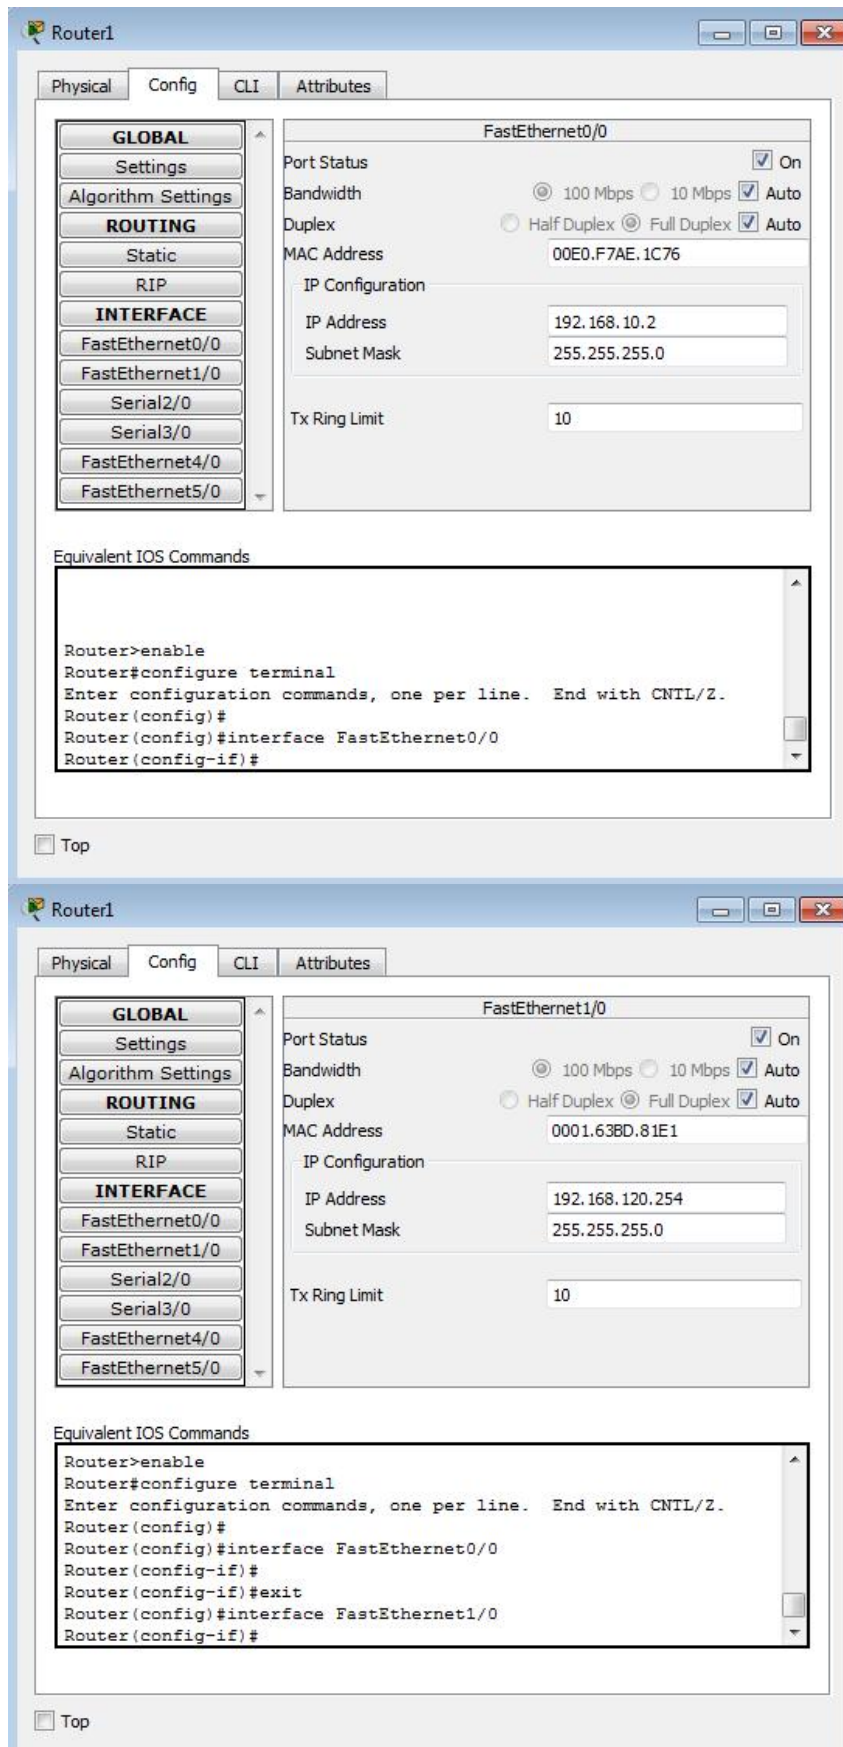 Router1
Physical Config CLI Attributes
GLOBAL
Settings
Algorithm Settings
ROUTING
Static
RIP
INTERFACE
FastEthernet0/0
FastEthernet1/0
Serial2/0
Serial3/0
FastEthernet4/0
FastEthernet5/0
FastEthernet0/0
Port Status On
Bandwidth 100 Mbps 10 Mbps Auto
Duplex Half Duplex Full Duplex Auto
MAC Address 00E0.F7AE.1C76
IP Configuration
IP Address 192.168.10.2
Subnet Mask 255.255.255.0
Tx Ring Limit 10
Equivalent IOS Commands
Router>enable
Router#configure terminal
Enter configuration commands, one per line.  End with CNTL/Z.
Router(config)#
Router(config)#interface FastEthernet0/0
Router(config-if)#
Top
Router1
Physical Config CLI Attributes
GLOBAL
Settings
Algorithm Settings
ROUTING
Static
RIP
INTERFACE
FastEthernet0/0
FastEthernet1/0
Serial2/0
Serial3/0
FastEthernet4/0
FastEthernet5/0
FastEthernet1/0
Port Status On
Bandwidth 100 Mbps 10 Mbps Auto
Duplex Half Duplex Full Duplex Auto
MAC Address 0001.63BD.81E1
IP Configuration
IP Address 192.168.120.254
Subnet Mask 255.255.255.0
Tx Ring Limit 10
Equivalent IOS Commands
Router>enable
Router#configure terminal
Enter configuration commands, one per line.  End with CNTL/Z.
Router(config)#
Router(config)#interface FastEthernet0/0
Router(config-if)#
Router(config-if)#exit
Router(config)#interface FastEthernet1/0
Router(config-if)#
Top